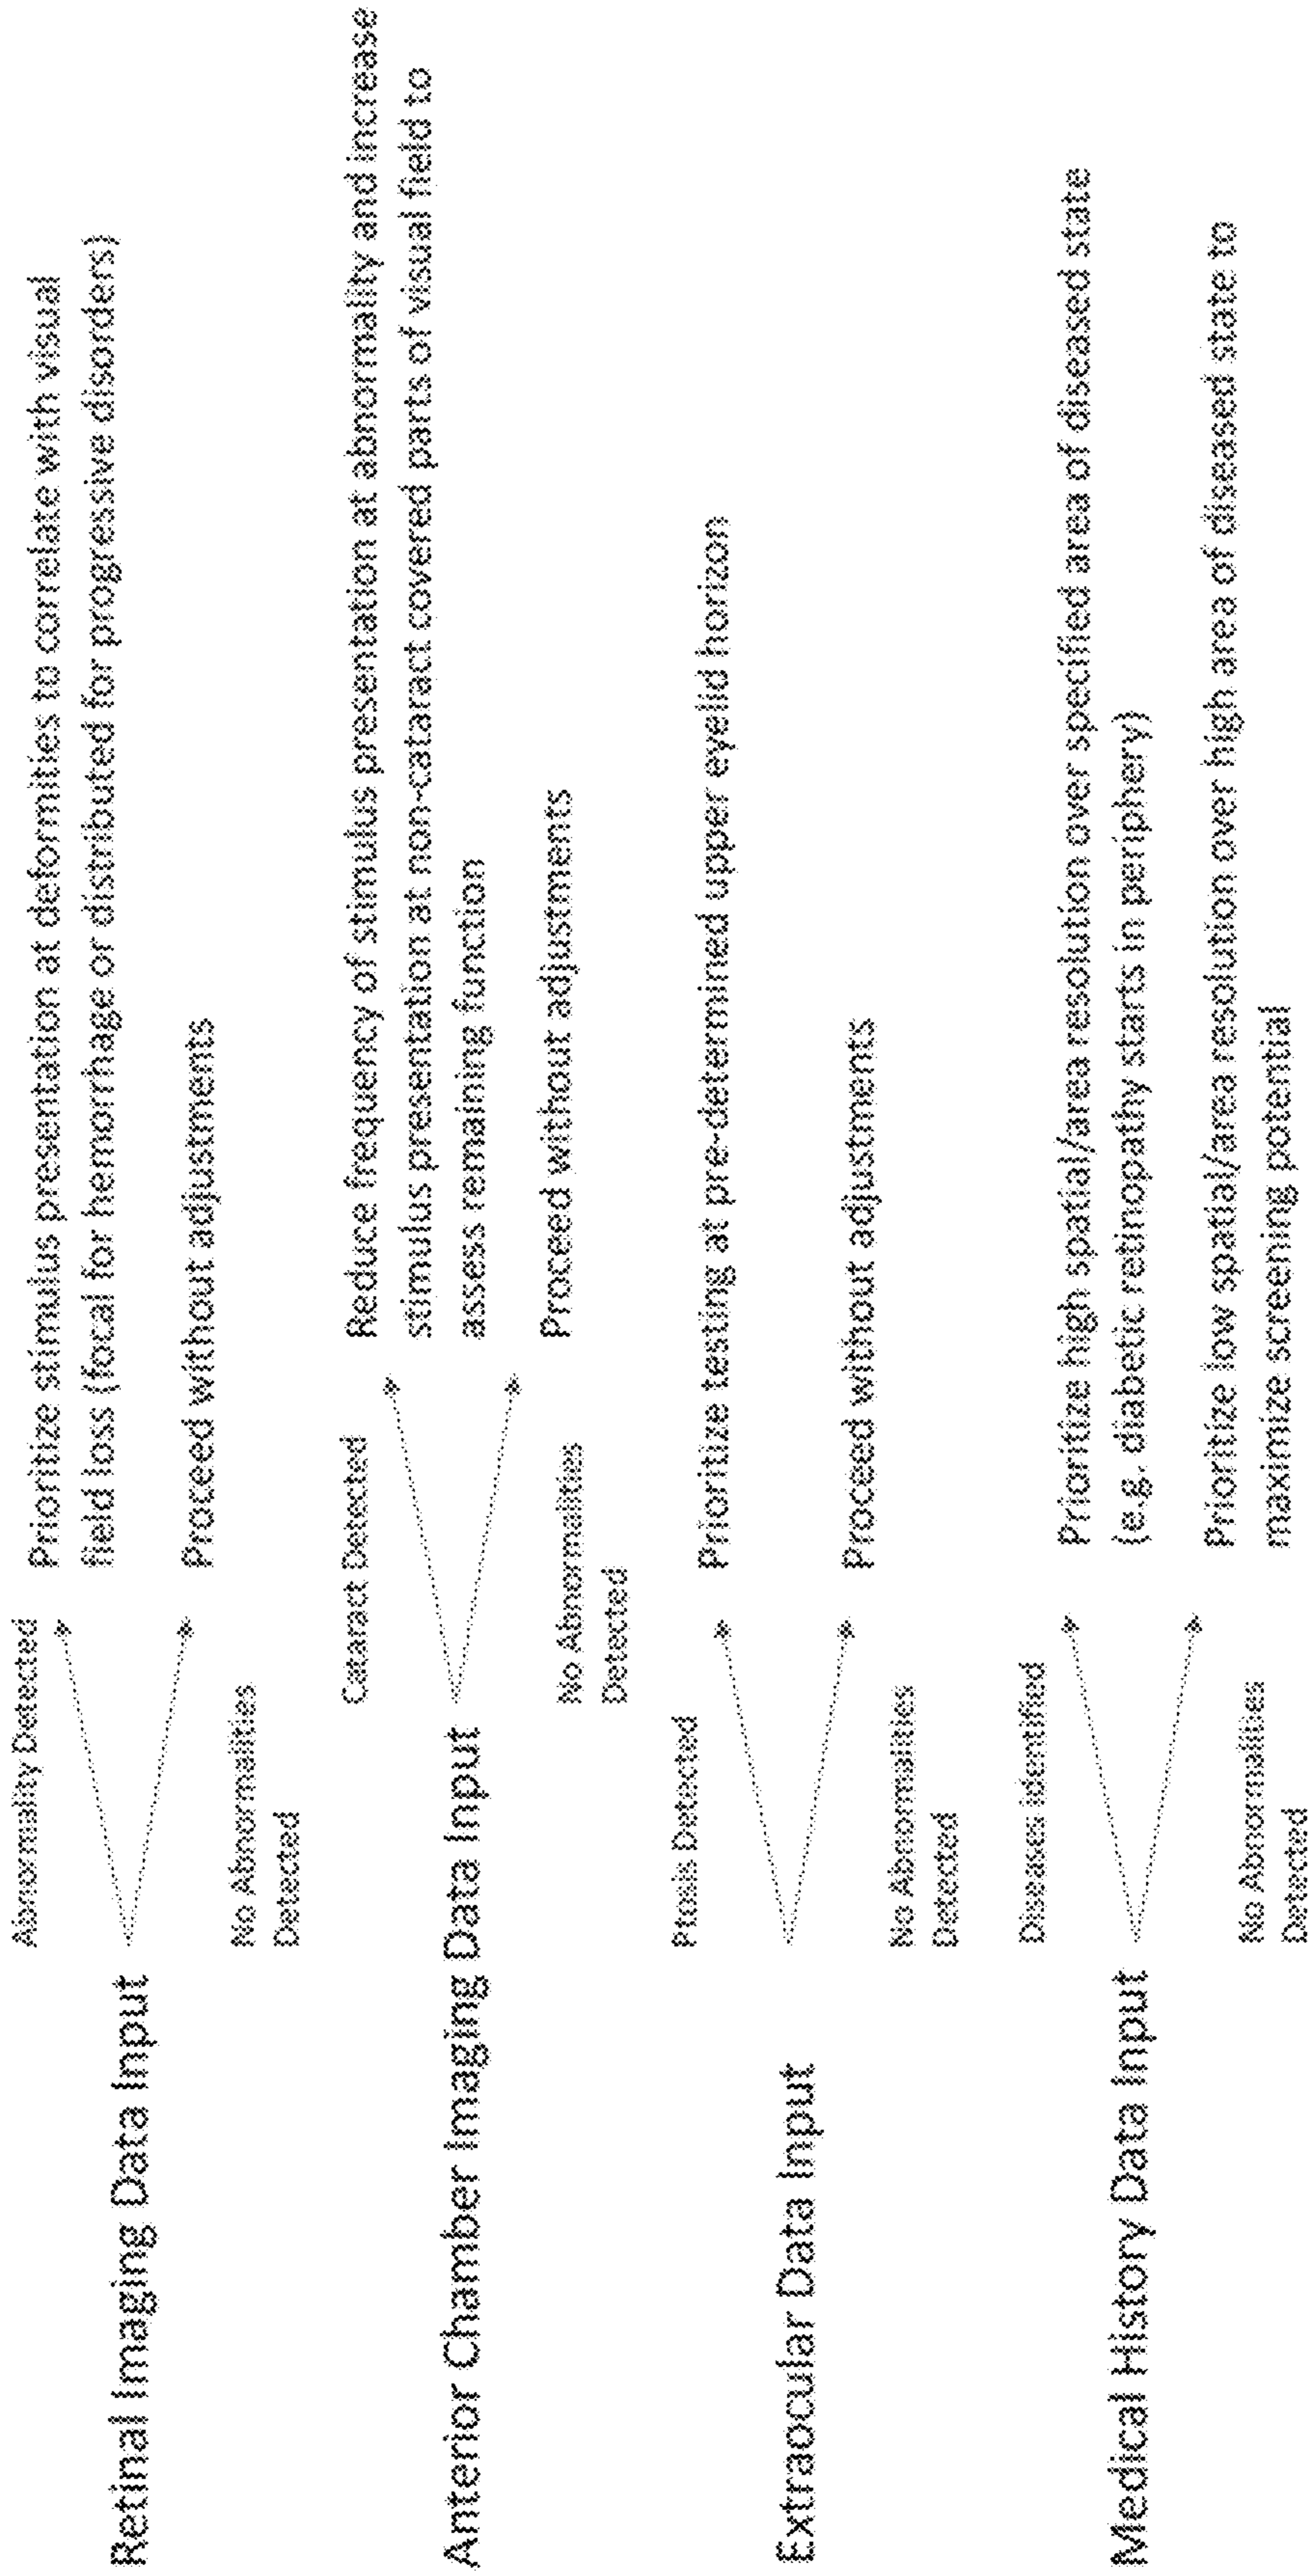 Retinal Imaging Data Input
Abnormality Detected
Prioritize stimulus presentation at deformities to correlate with visual
field loss (focal for hemorrhage or distributed for progressive disorders)
No Abnormalities
Detected
Proceed without adjustments
Anterior Chamber Imaging Data Input
Cataract Detected
Reduce frequency of stimulus presentation at abnormality and increase
stimulus presentation at non-cataract covered parts of visual field to
assess remaining function
No Abnormalities
Detected
Proceed without adjustments
Extraocular Data Input
Ptosis Detected
Prioritize testing at pre-determined upper eyelid horizon
No Abnormalities
Detected
Proceed without adjustments
Medical History Data Input
Diseases identified
Prioritize high spatial/area resolution over specified area of diseased state
(e.g., diabetic retinopathy starts in periphery)
No Abnormalities
Detected
Prioritize low spatial/area resolution over high area of diseased state to
maximize screening potential